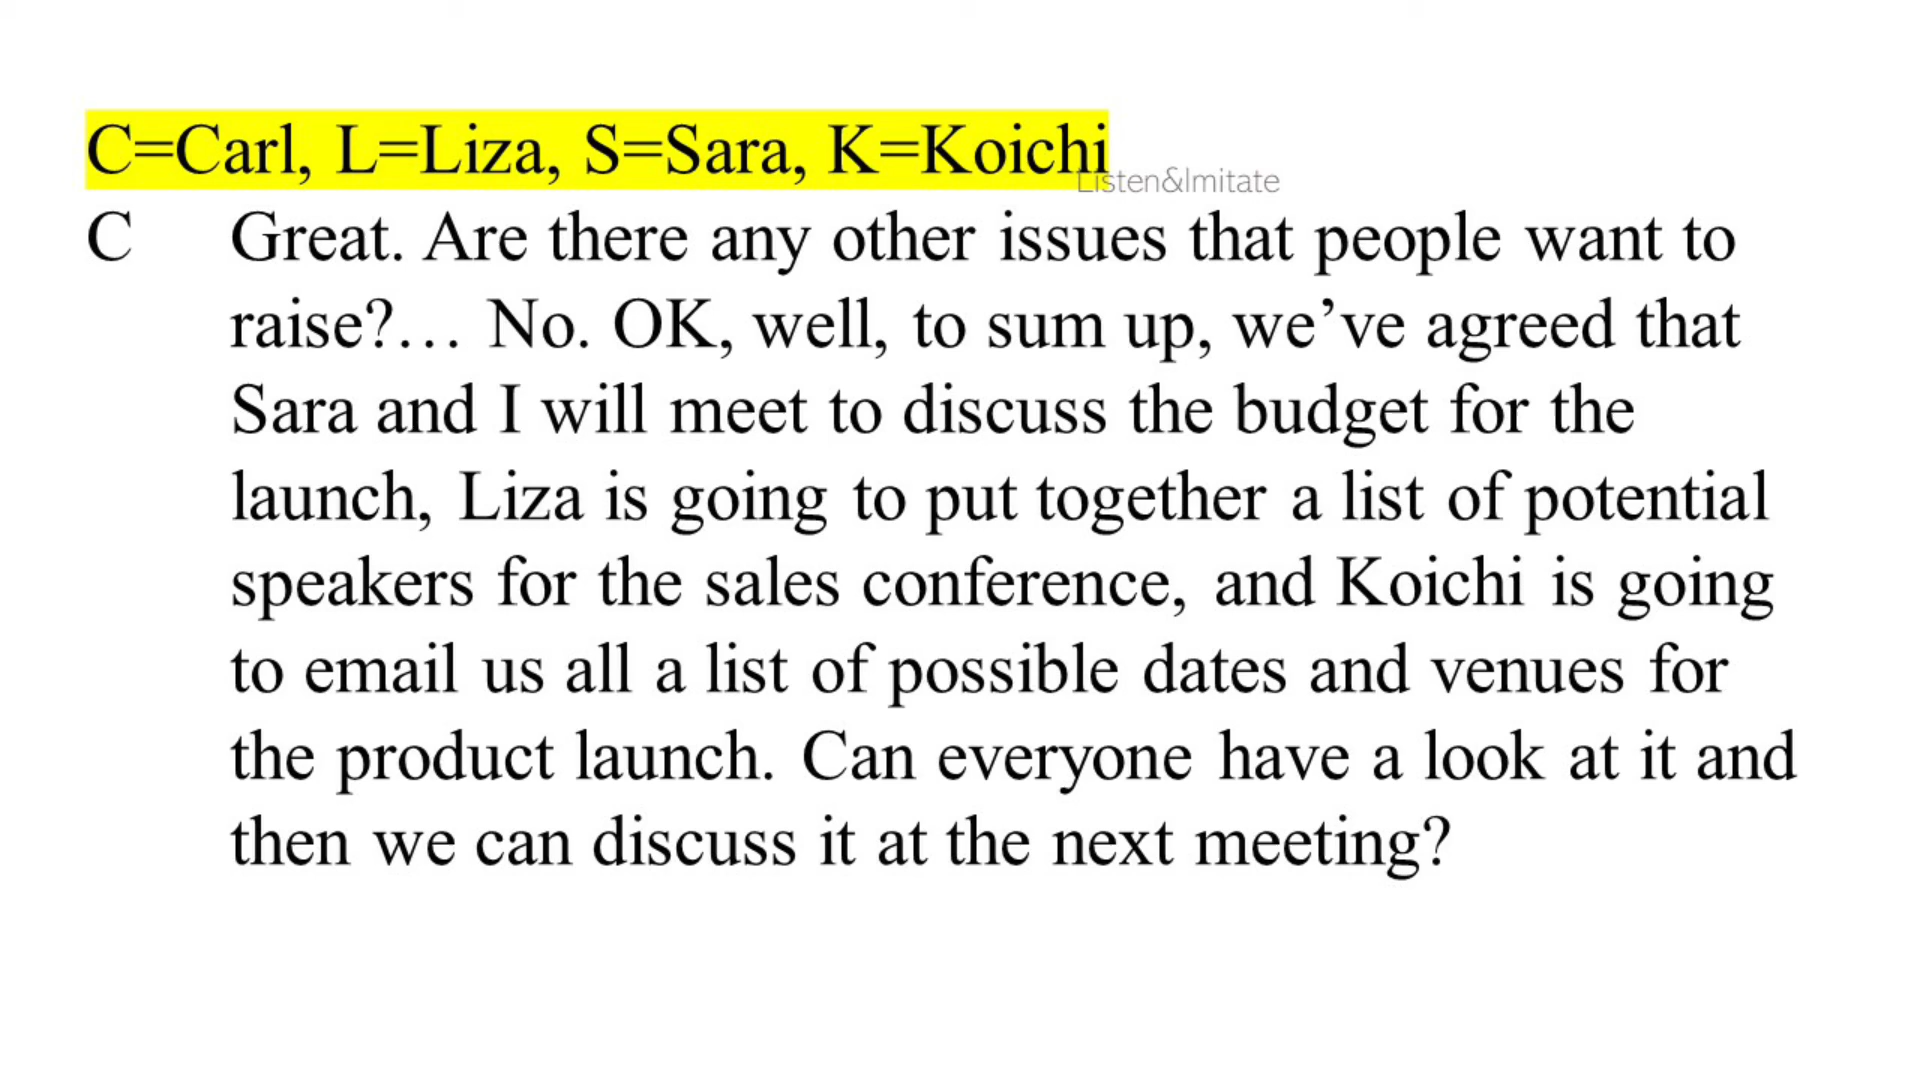 C=Carl, L=Liza, S=Sara, K=Koichi
Listen&Imitate
C Great. Are there any other issues that people want to
raise?… No. OK, well, to sum up, we’ve agreed that
Sara and I will meet to discuss the budget for the
launch, Liza is going to put together a list of potential
speakers for the sales conference, and Koichi is going
to email us all a list of possible dates and venues for
the product launch. Can everyone have a look at it and
then we can discuss it at the next meeting?